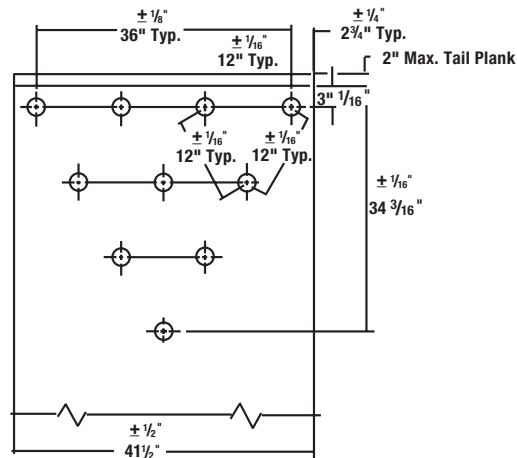 ± 1/8"
36" Typ.
± 1/16"
12" Typ.
± 1/4"
2 3/4" Typ.
2" Max. Tail Plank
3" 1/16"
± 1/16"
12" Typ.
± 1/16"
12" Typ.
± 1/16"
34 3/16"
± 1/2"
41 1/2"